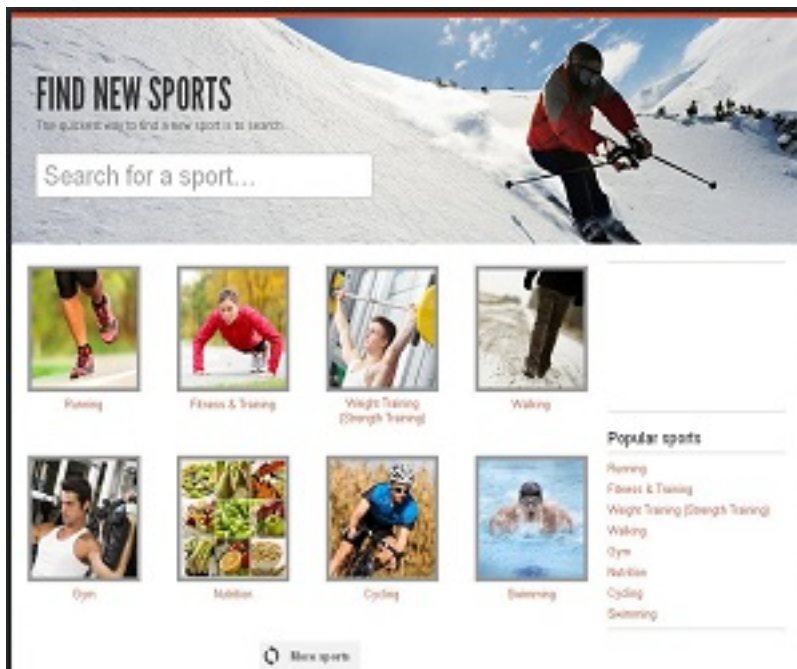 FIND NEW SPORTS
The quickest way to find a new sport is to search.
Search for a sport...
Running
Fitness & Training
Weight Training
(Strength Training)
Walking
Gym
Nutrition
Cycling
Swimming
More sports
Popular sports
Running
Fitness & Training
Weight Training (Strength Training)
Walking
Gym
Nutrition
Cycling
Swimming